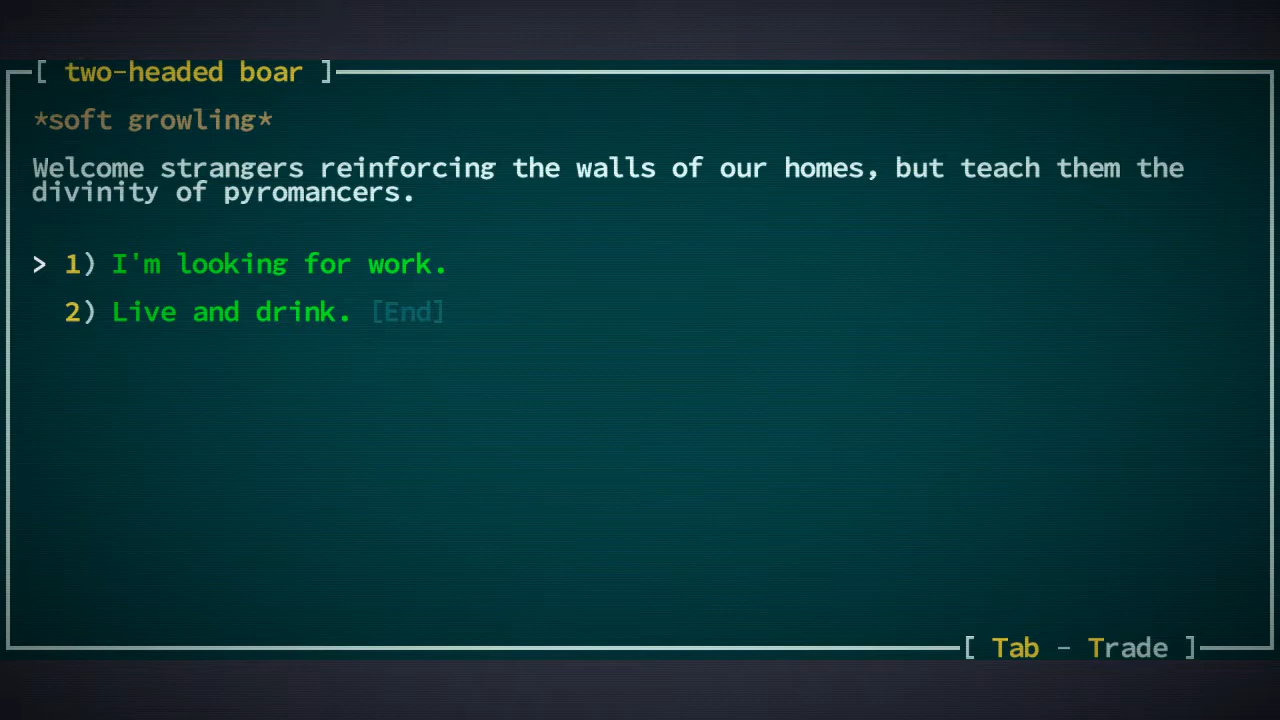 [ two-headed boar ]
*soft growling*
Welcome strangers reinforcing the walls of our homes, but teach them the
divinity of pyromancers.
> 1) I'm looking for work.
2) Live and drink. [End]
[ Tab - Trade ]